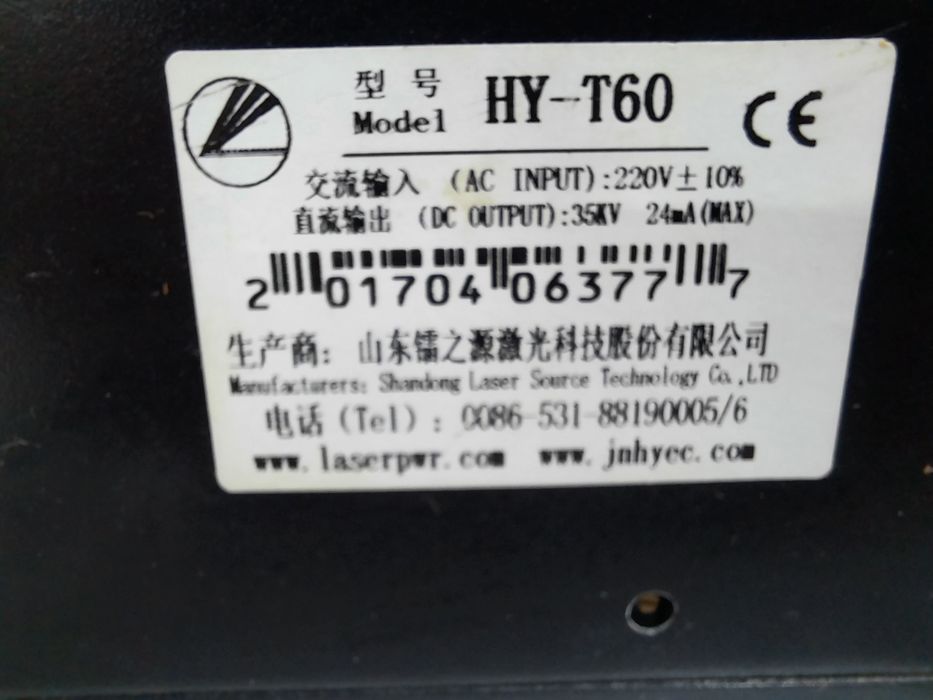 型号
Model HY-T60 CE
交流输入 (AC INPUT):220V±10%
直流输出 (DC OUTPUT):35KV 24mA(MAX)
2 01704 06377 7
生产商: 山东镭之源激光科技股份有限公司
Manufacturers: Shandong Laser Source Technology Co.,LTD
电话(Tel): 0086-531-88190005/6
www.laserpwr.com www.jnhyec.com